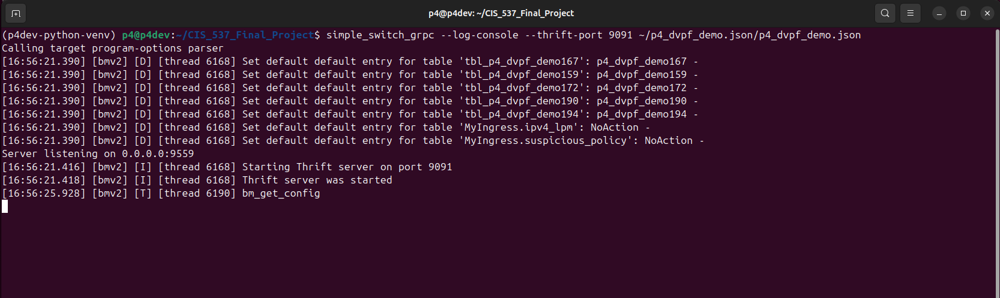 p4@p4dev: ~/CIS_537_Final_Project
(p4dev-python-venv) p4@p4dev:~/CIS_537_Final_Project$ simple_switch_grpc --log-console --thrift-port 9091 ~/p4_dvpf_demo.json/p4_dvpf_demo.json
Calling target program-options parser
[16:56:21.390] [bmv2] [D] [thread 6168] Set default default entry for table 'tbl_p4_dvpf_demo167': p4_dvpf_demo167 -
[16:56:21.390] [bmv2] [D] [thread 6168] Set default default entry for table 'tbl_p4_dvpf_demo159': p4_dvpf_demo159 -
[16:56:21.390] [bmv2] [D] [thread 6168] Set default default entry for table 'tbl_p4_dvpf_demo172': p4_dvpf_demo172 -
[16:56:21.390] [bmv2] [D] [thread 6168] Set default default entry for table 'tbl_p4_dvpf_demo190': p4_dvpf_demo190 -
[16:56:21.390] [bmv2] [D] [thread 6168] Set default default entry for table 'tbl_p4_dvpf_demo194': p4_dvpf_demo194 -
[16:56:21.390] [bmv2] [D] [thread 6168] Set default default entry for table 'MyIngress.ipv4_lpm': NoAction -
[16:56:21.390] [bmv2] [D] [thread 6168] Set default default entry for table 'MyIngress.suspicious_policy': NoAction -
Server listening on 0.0.0.0:9559
[16:56:21.416] [bmv2] [I] [thread 6168] Starting Thrift server on port 9091
[16:56:21.418] [bmv2] [I] [thread 6168] Thrift server was started
[16:56:25.928] [bmv2] [T] [thread 6190] bm_get_config